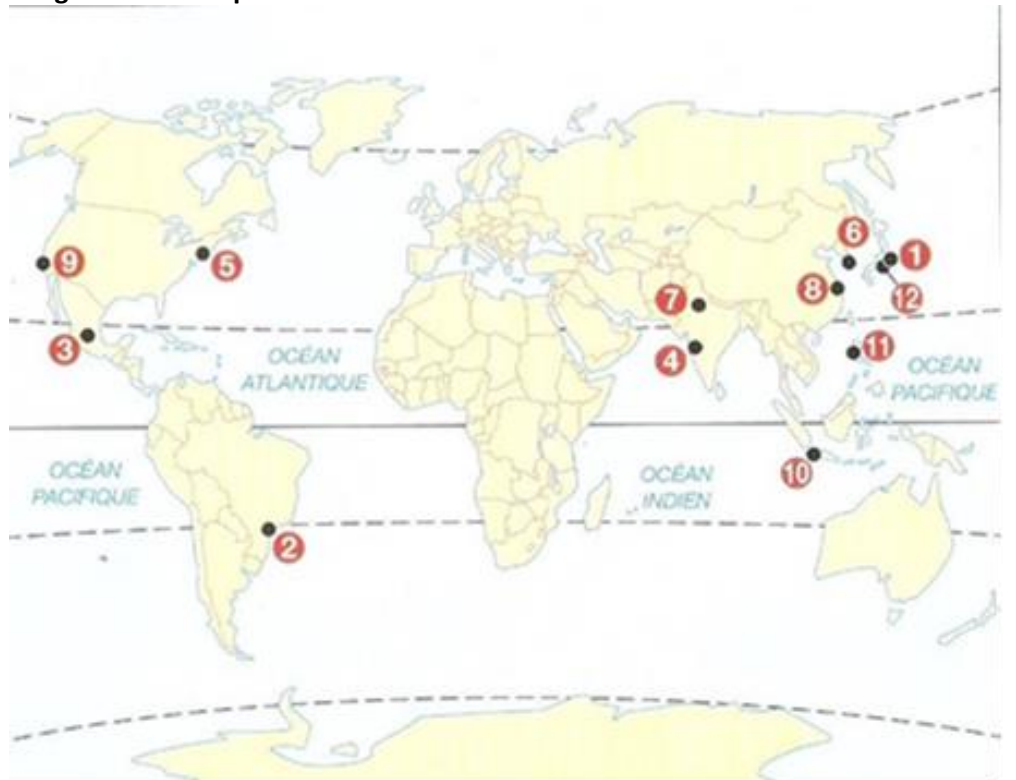 6
9
5
1
7
8
12
3
4
11
OCÉAN
ATLANTIQUE
OCÉAN
PACIFIQUE
OCÉAN
PACIFIQUE
OCÉAN
INDIEN
10
2